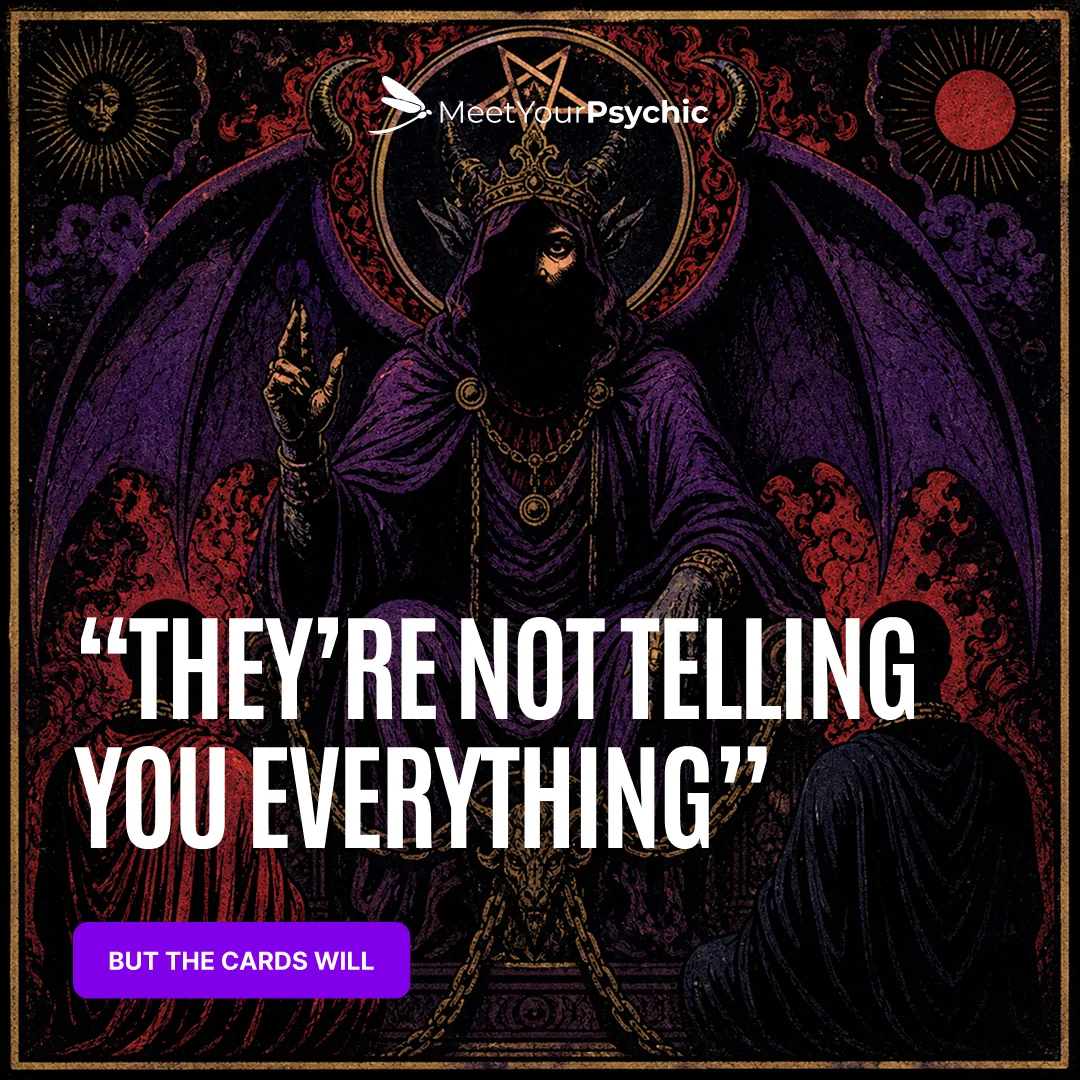 MeetYourPsychic
“THEY’RE NOT TELLING
YOU EVERYTHING”
BUT THE CARDS WILL